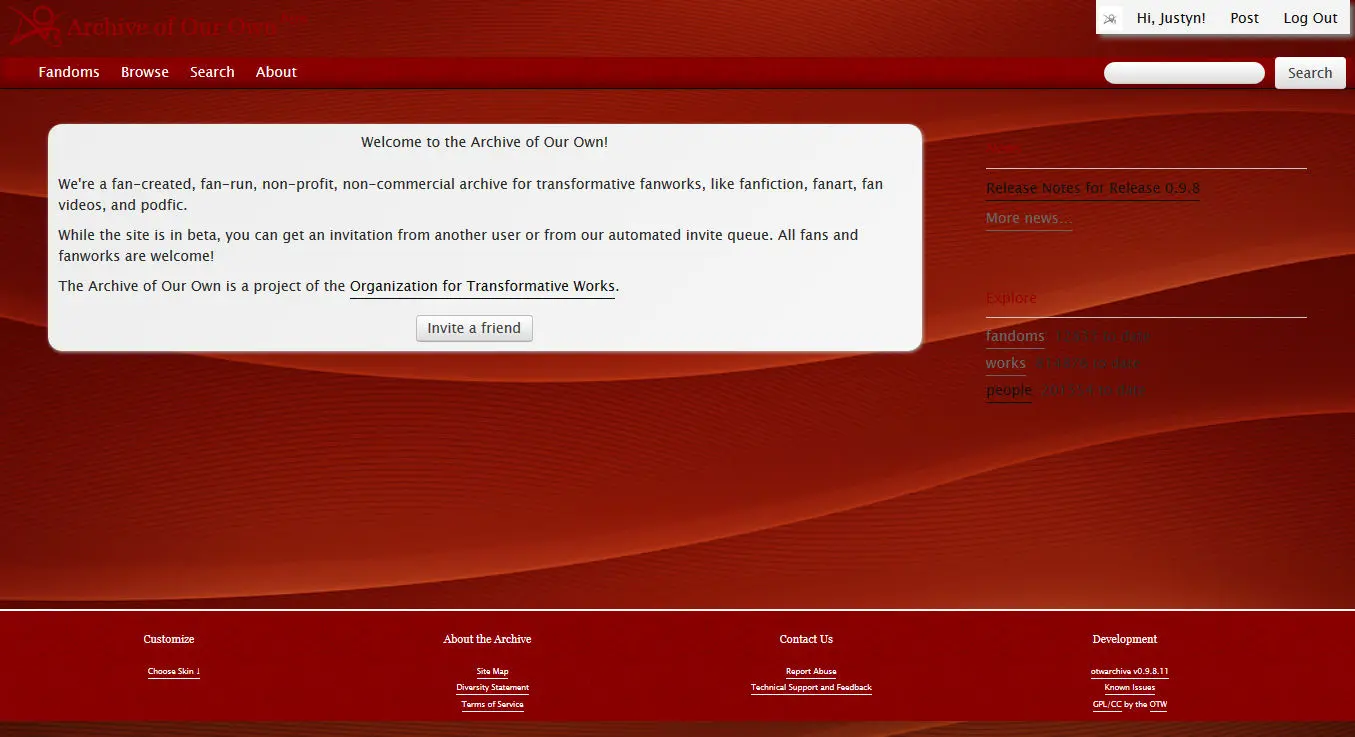 Archive of Our Own beta
Hi, Justyn! Post Log Out
Fandoms Browse Search About
Search
Welcome to the Archive of Our Own!
We're a fan-created, fan-run, non-profit, non-commercial archive for transformative fanworks, like fanfiction, fanart, fan
videos, and podfic.
While the site is in beta, you can get an invitation from another user or from our automated invite queue. All fans and
fanworks are welcome!
The Archive of Our Own is a project of the Organization for Transformative Works.
Invite a friend
News
Release Notes for Release 0.9.8
More news...
Explore
fandoms to date
works to date
people to date
Customize
Choose Skin ↓
About the Archive
Site Map
Diversity Statement
Terms of Service
Contact Us
Report Abuse
Technical Support and Feedback
Development
otwarchive v0.9.8.11
Known Issues
GPL/CC by the OTW